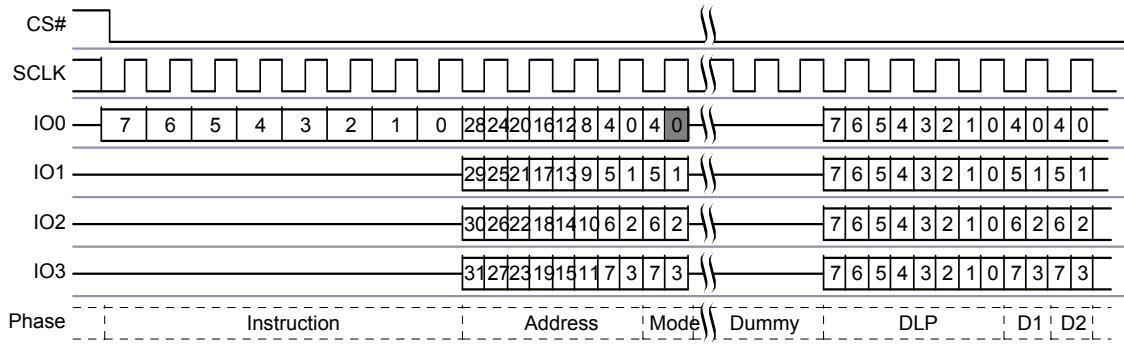 CS#
SCLK
IO0 7 6 5 4 3 2 1 0 28 24 20 16 12 8 4 0 4 0 7 6 5 4 3 2 1 0 4 0 4 0
IO1 29 25 21 17 13 9 5 1 5 1 7 6 5 4 3 2 1 0 5 1 5 1
IO2 30 26 22 18 14 10 6 2 6 2 7 6 5 4 3 2 1 0 6 2 6 2
IO3 31 27 23 19 15 11 7 3 7 3 7 6 5 4 3 2 1 0 7 3 7 3
Phase Instruction Address Mode Dummy DLP D1 D2